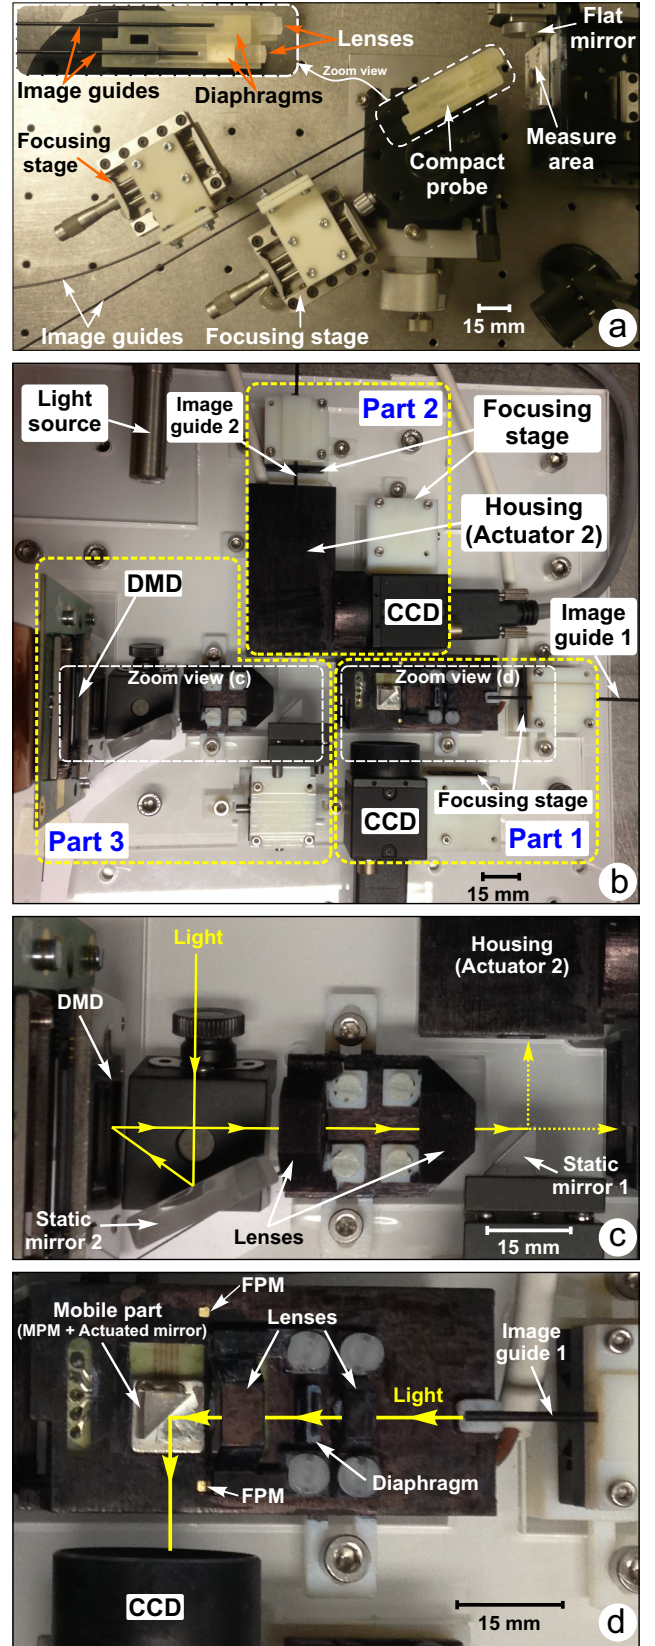 Lenses
Image guides
Diaphragms
Zoom view
Flat
mirror
Focusing
stage
Compact
probe
Measure
area
Image guides
Focusing stage
15 mm
a
Light
source
Image
guide 2
Part 2
Focusing
stage
Housing
(Actuator 2)
DMD
CCD
Image
guide 1
Zoom view (c)
Zoom view (d)
Focusing stage
CCD
Part 3
Part 1
15 mm
b
Light
Housing
(Actuator 2)
DMD
Static
mirror 1
Static
mirror 2
Lenses
15 mm
c
FPM
Mobile part
(MPM + Actuated mirror)
Lenses
Image
guide 1
Light
Diaphragm
FPM
CCD
15 mm
d